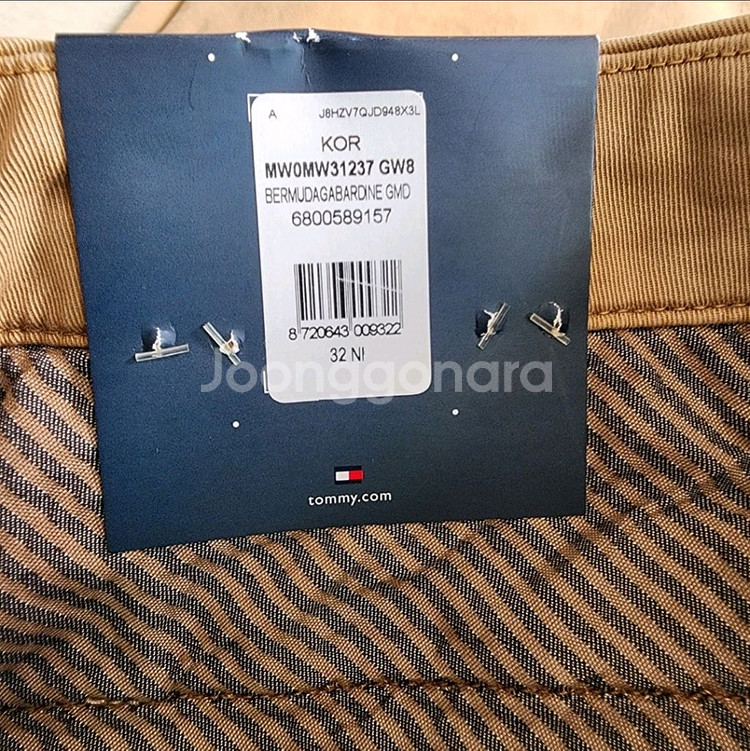 A J8HZV7QJD948X3L
KOR
MW0MW31237 GW8
BERMUDAGABARDINE GMD
6800589157
8 720643 009322
32 NI
Joonggonara
tommy.com